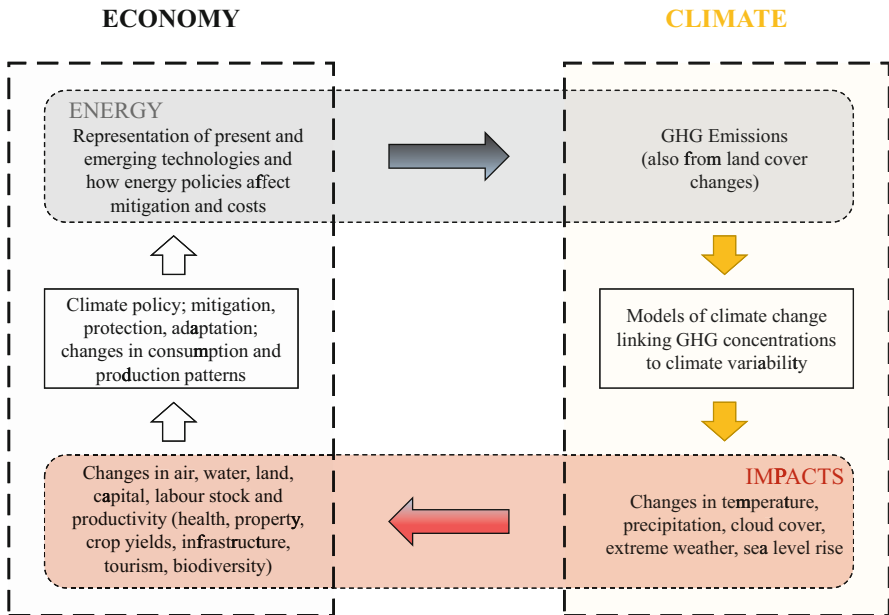 ECONOMY
CLIMATE
ENERGY
Representation of present and
emerging technologies and
how energy policies affect
mitigation and costs
GHG Emissions
(also from land cover
changes)
Climate policy; mitigation,
protection, adaptation;
changes in consumption and
production patterns
Models of climate change
linking GHG concentrations
to climate variability
Changes in air, water, land,
capital, labour stock and
productivity (health, property,
crop yields, infrastructure,
tourism, biodiversity)
IMPACTS
Changes in temperature,
precipitation, cloud cover,
extreme weather, sea level rise